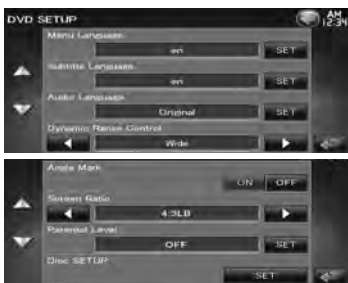 DVD SETUP
AM
12:34
Menu Language
en
SET
Subtitle Language
en
SET
Audio Language
Original
SET
Dynamic Range Control
Wide
Angle Mark
ON
OFF
Screen Ratio
4:3LB
Parental Level
OFF
SET
Disc SETUP
SET